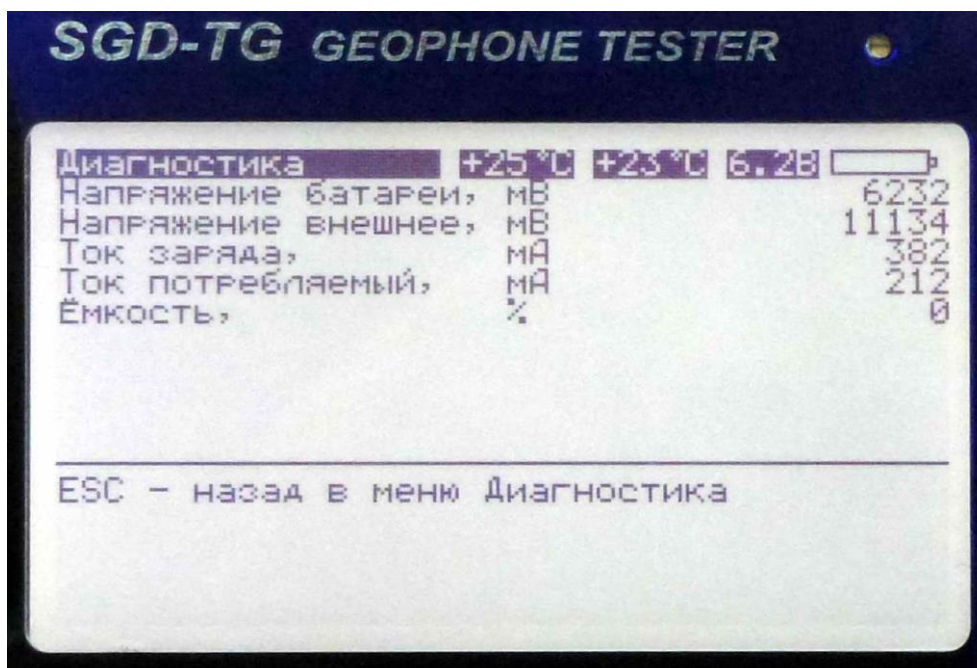 SGD-TG GEOPHONE TESTER
Диагностика +25°C +23°C 6.2В
Напряжение батареи, мВ 6232
Напряжение внешнее, мВ 11134
Ток заряда, мА 382
Ток потребляемый, мА 212
Ёмкость, % 0
ESC - назад в меню Диагностика